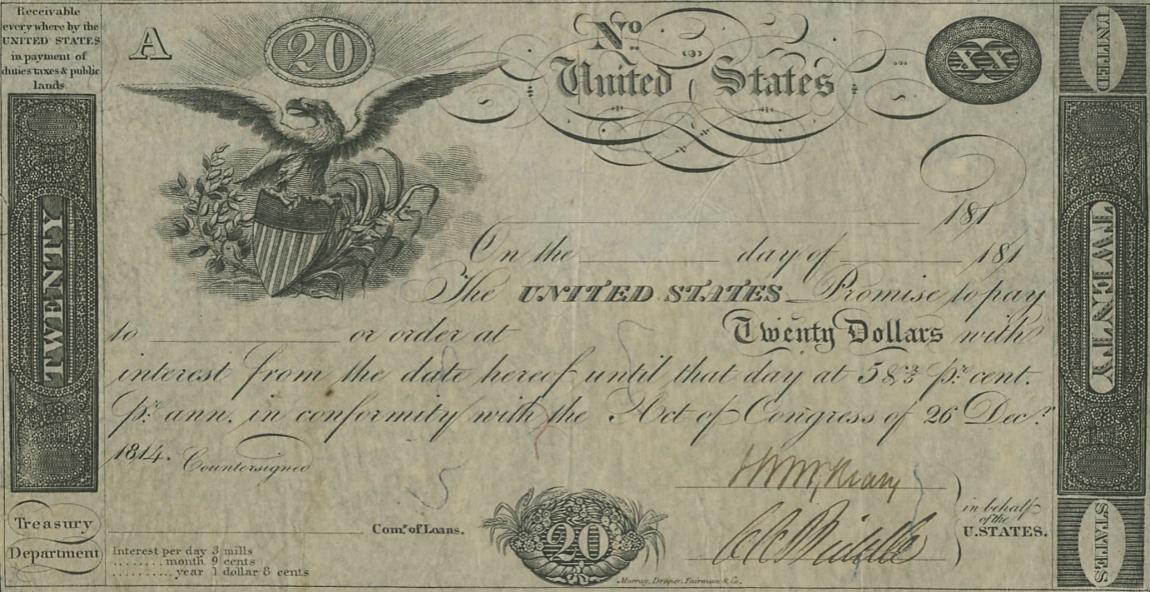 Receivable
every where by the
UNITED STATES
in payment of
duties taxes & public
lands
TWENTY
Treasury
Department
A
20
No.
United States
XX
181
On the day of 181
The UNITED STATES Promise to pay
to or order at Twenty Dollars with
interest from the date hereof until that day at 5 2/5 pr. cent.
pr. ann. in conformity with the Act of Congress of 26 Decr.
1814. Countersigned
Comr. of Loans.
Interest per day 3 mills
......... month 9 cents
........... year 1 dollar 8 cents
20
Murray, Draper, Fairman & Co.
C C Biddle
in behalf
of the
U.STATES.
UNITED
TWENTY
STATES